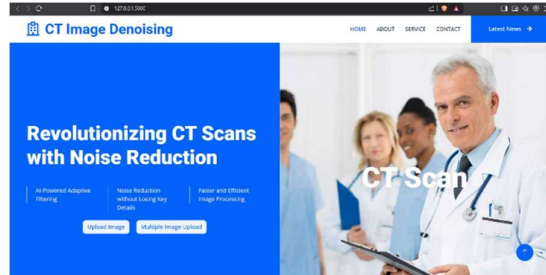 127.0.0.1:5000
CT Image Denoising
HOME ABOUT SERVICE CONTACT
Latest News →
Revolutionizing CT Scans
with Noise Reduction
AI-Powered Adaptive
Filtering
Noise Reduction
without Losing Key
Details
Faster and Efficient
Image Processing
Upload Image
Multiple Image Upload
CT Scan